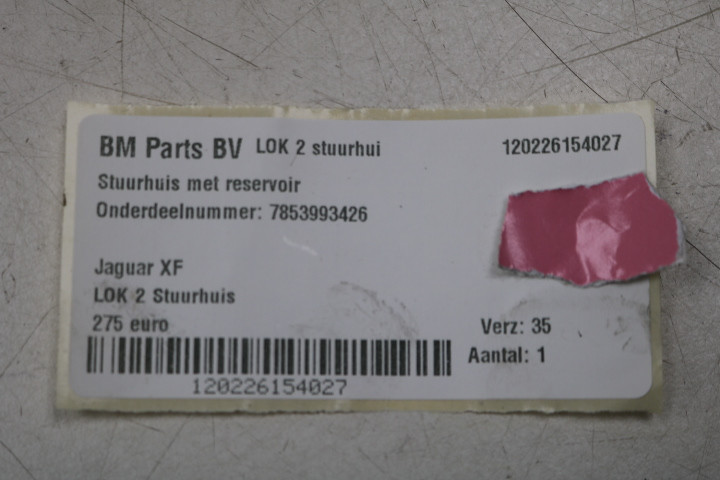 BM Parts BV LOK 2 stuurhui 120226154027
Stuurhuis met reservoir
Onderdeelnummer: 7853993426
Jaguar XF
LOK 2 Stuurhuis
275 euro Verz: 35
Aantal: 1
120226154027